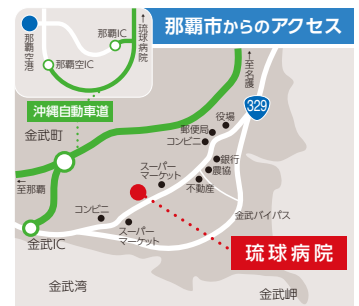 那覇市からのアクセス
那覇IC
↑琉球病院
那覇空港
那覇空IC
沖縄自動車道
↑至名護
329
役場
郵便局
コンビニ
金武町
銀行
農協
スーパー
マーケット
不動産
←至那覇
コンビニ
スーパー
マーケット
金武バイパス
金武IC
琉球病院
金武湾
金武岬